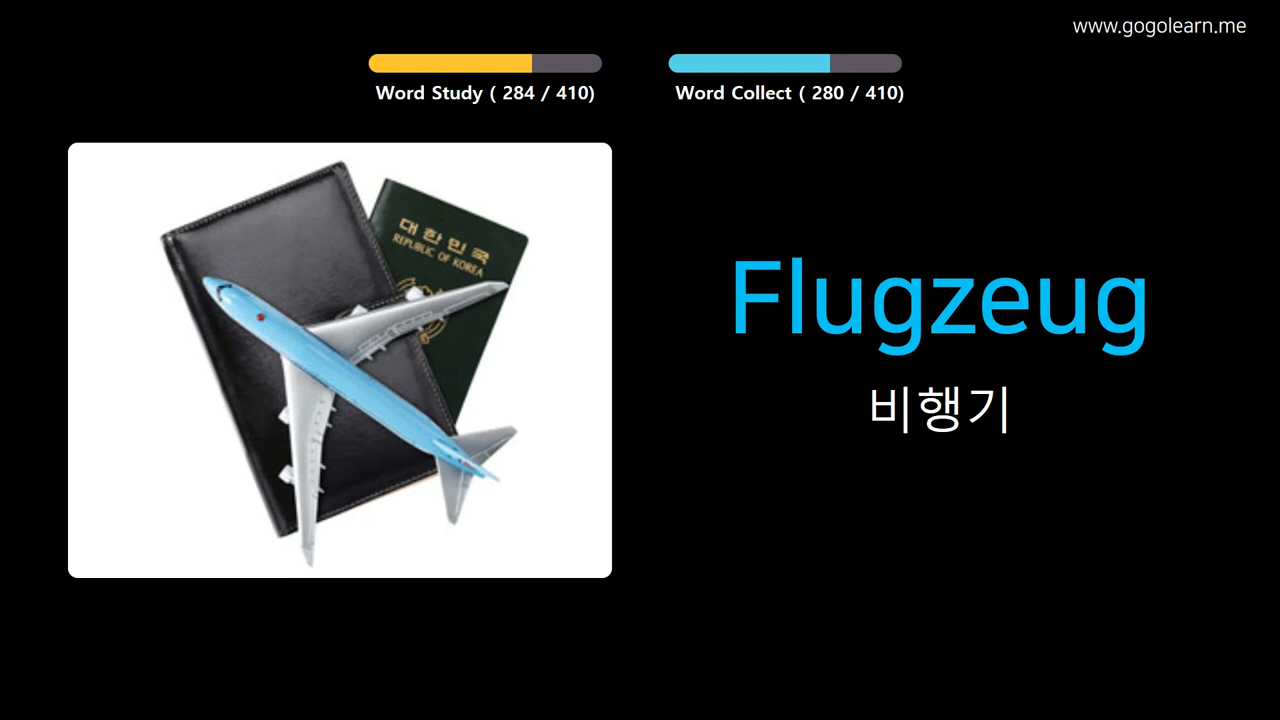 www.gogolearn.me
Word Study ( 284 / 410)
Word Collect ( 280 / 410)
대한민국
REPUBLIC OF KOREA
Flugzeug
비행기